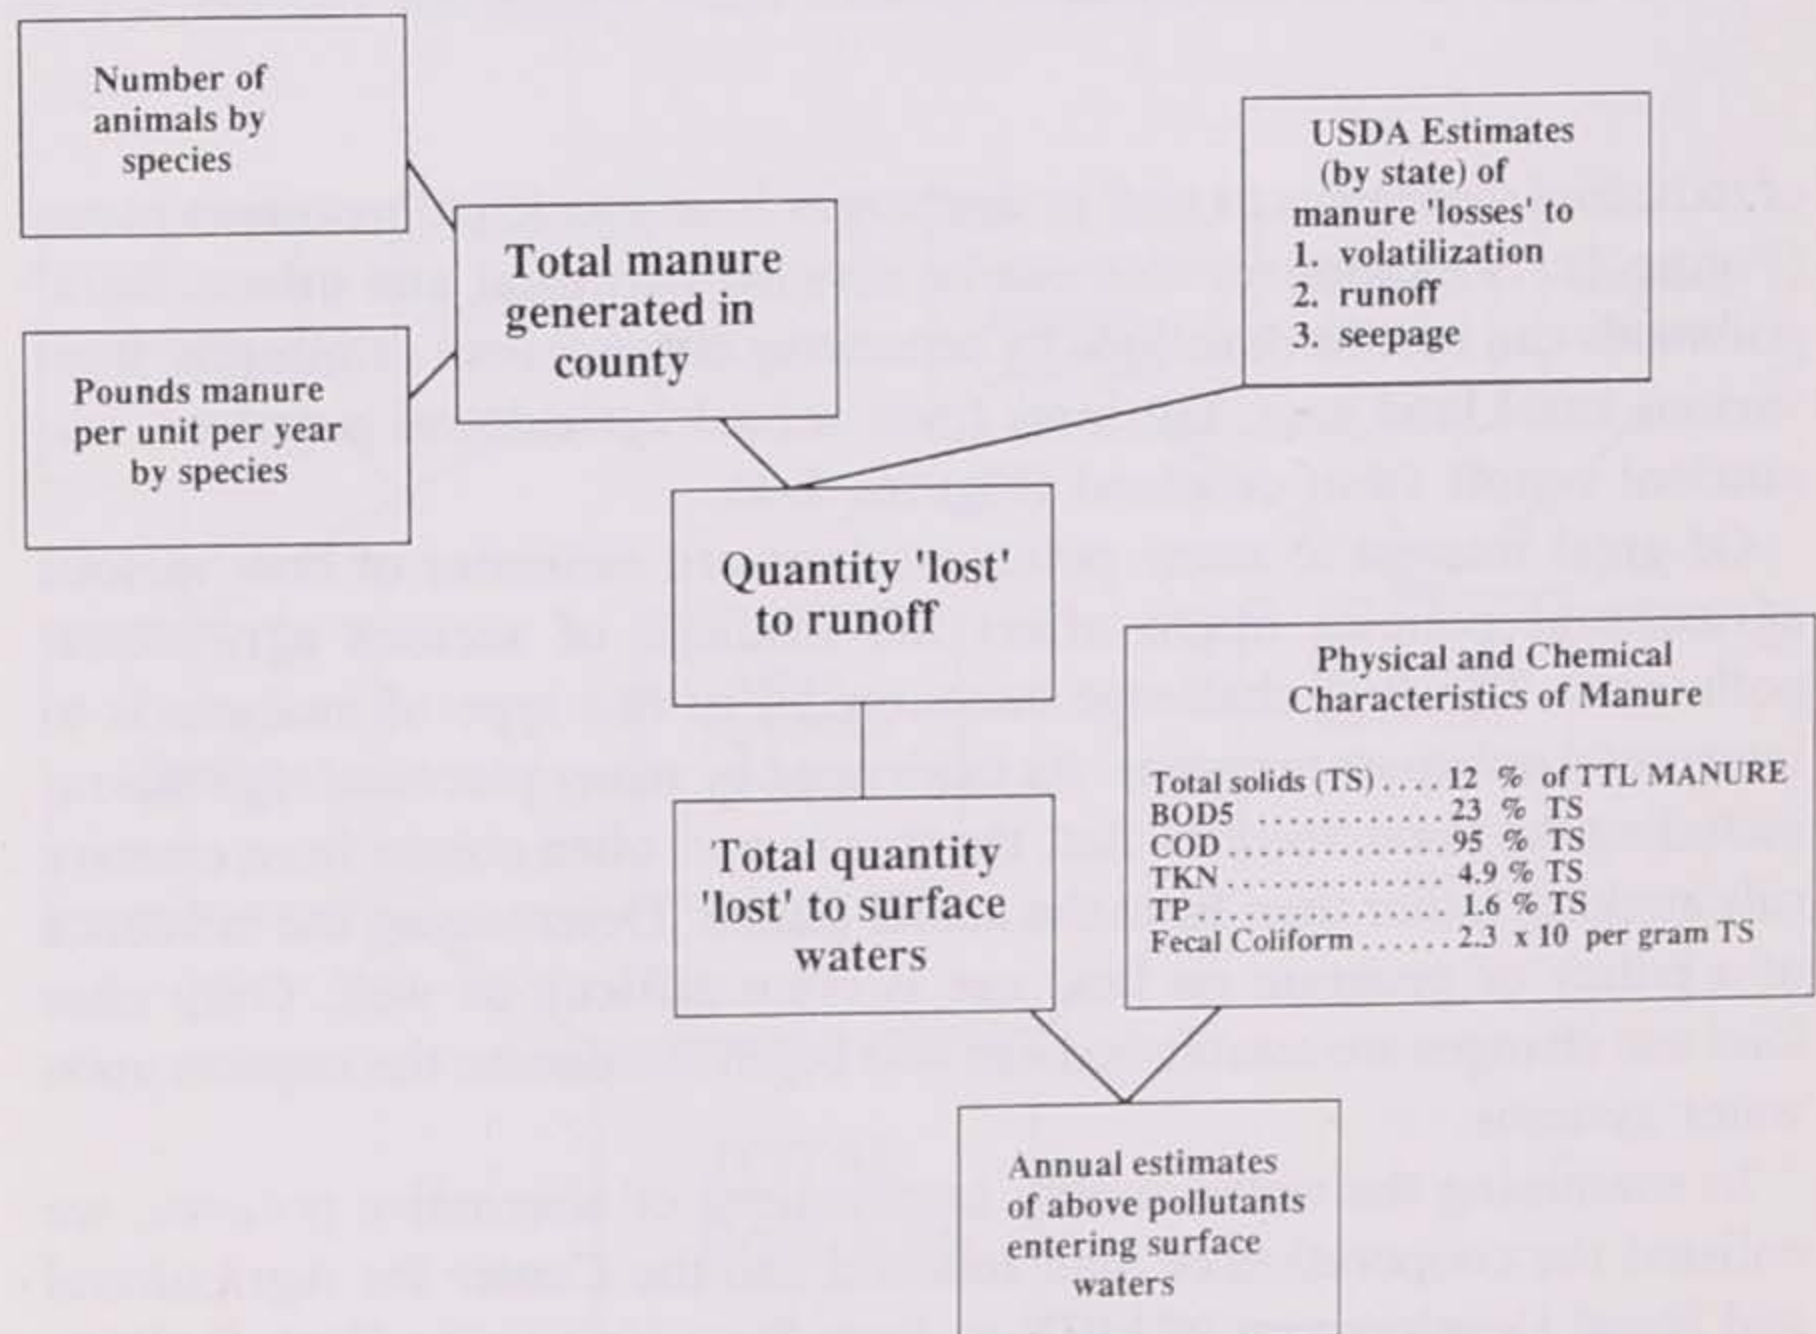 Number of
animals by
species
Pounds manure
per unit per year
by species
Total manure
generated in
county
USDA Estimates
(by state) of
manure 'losses' to
1. volatilization
2. runoff
3. seepage
Quantity 'lost'
to runoff
Total quantity
'lost' to surface
waters
Physical and Chemical
Characteristics of Manure
Total solids (TS) .... 12 % of TTL MANURE
BOD5 ............ 23 % TS
COD .............. 95 % TS
TKN .............. 4.9 % TS
TP ................ 1.6 % TS
Fecal Coliform ...... 2.3 x 10 per gram TS
Annual estimates
of above pollutants
entering surface
waters